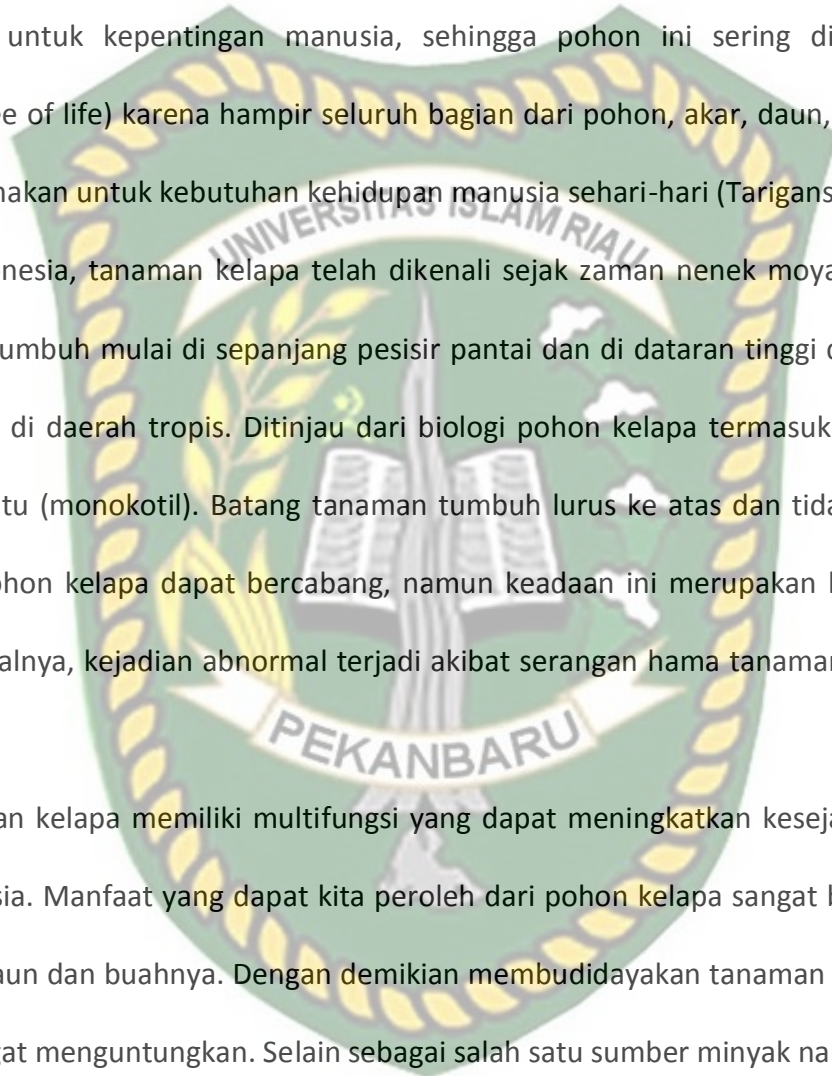 untuk kepentingan manusia, sehingga pohon ini sering di
e of life) karena hampir seluruh bagian dari pohon, akar, daun,
nakan untuk kebutuhan kehidupan manusia sehari-hari (Tarigans
UNIVERSITAS ISLAM RIAU
nesia, tanaman kelapa telah dikenali sejak zaman nenek moya
umbuh mulai di sepanjang pesisir pantai dan di dataran tinggi
di daerah tropis. Ditinjau dari biologi pohon kelapa termasuk
tu (monokotil). Batang tanaman tumbuh lurus ke atas dan tida
ohon kelapa dapat bercabang, namun keadaan ini merupakan
alnya, kejadian abnormal terjadi akibat serangan hama tanaman
PEKANBARU
an kelapa memiliki multifungsi yang dapat meningkatkan keseja
sia. Manfaat yang dapat kita peroleh dari pohon kelapa sangat b
aun dan buahnya. Dengan demikian membudidayakan tanaman
gat menguntungkan. Selain sebagai salah satu sumber minyak na